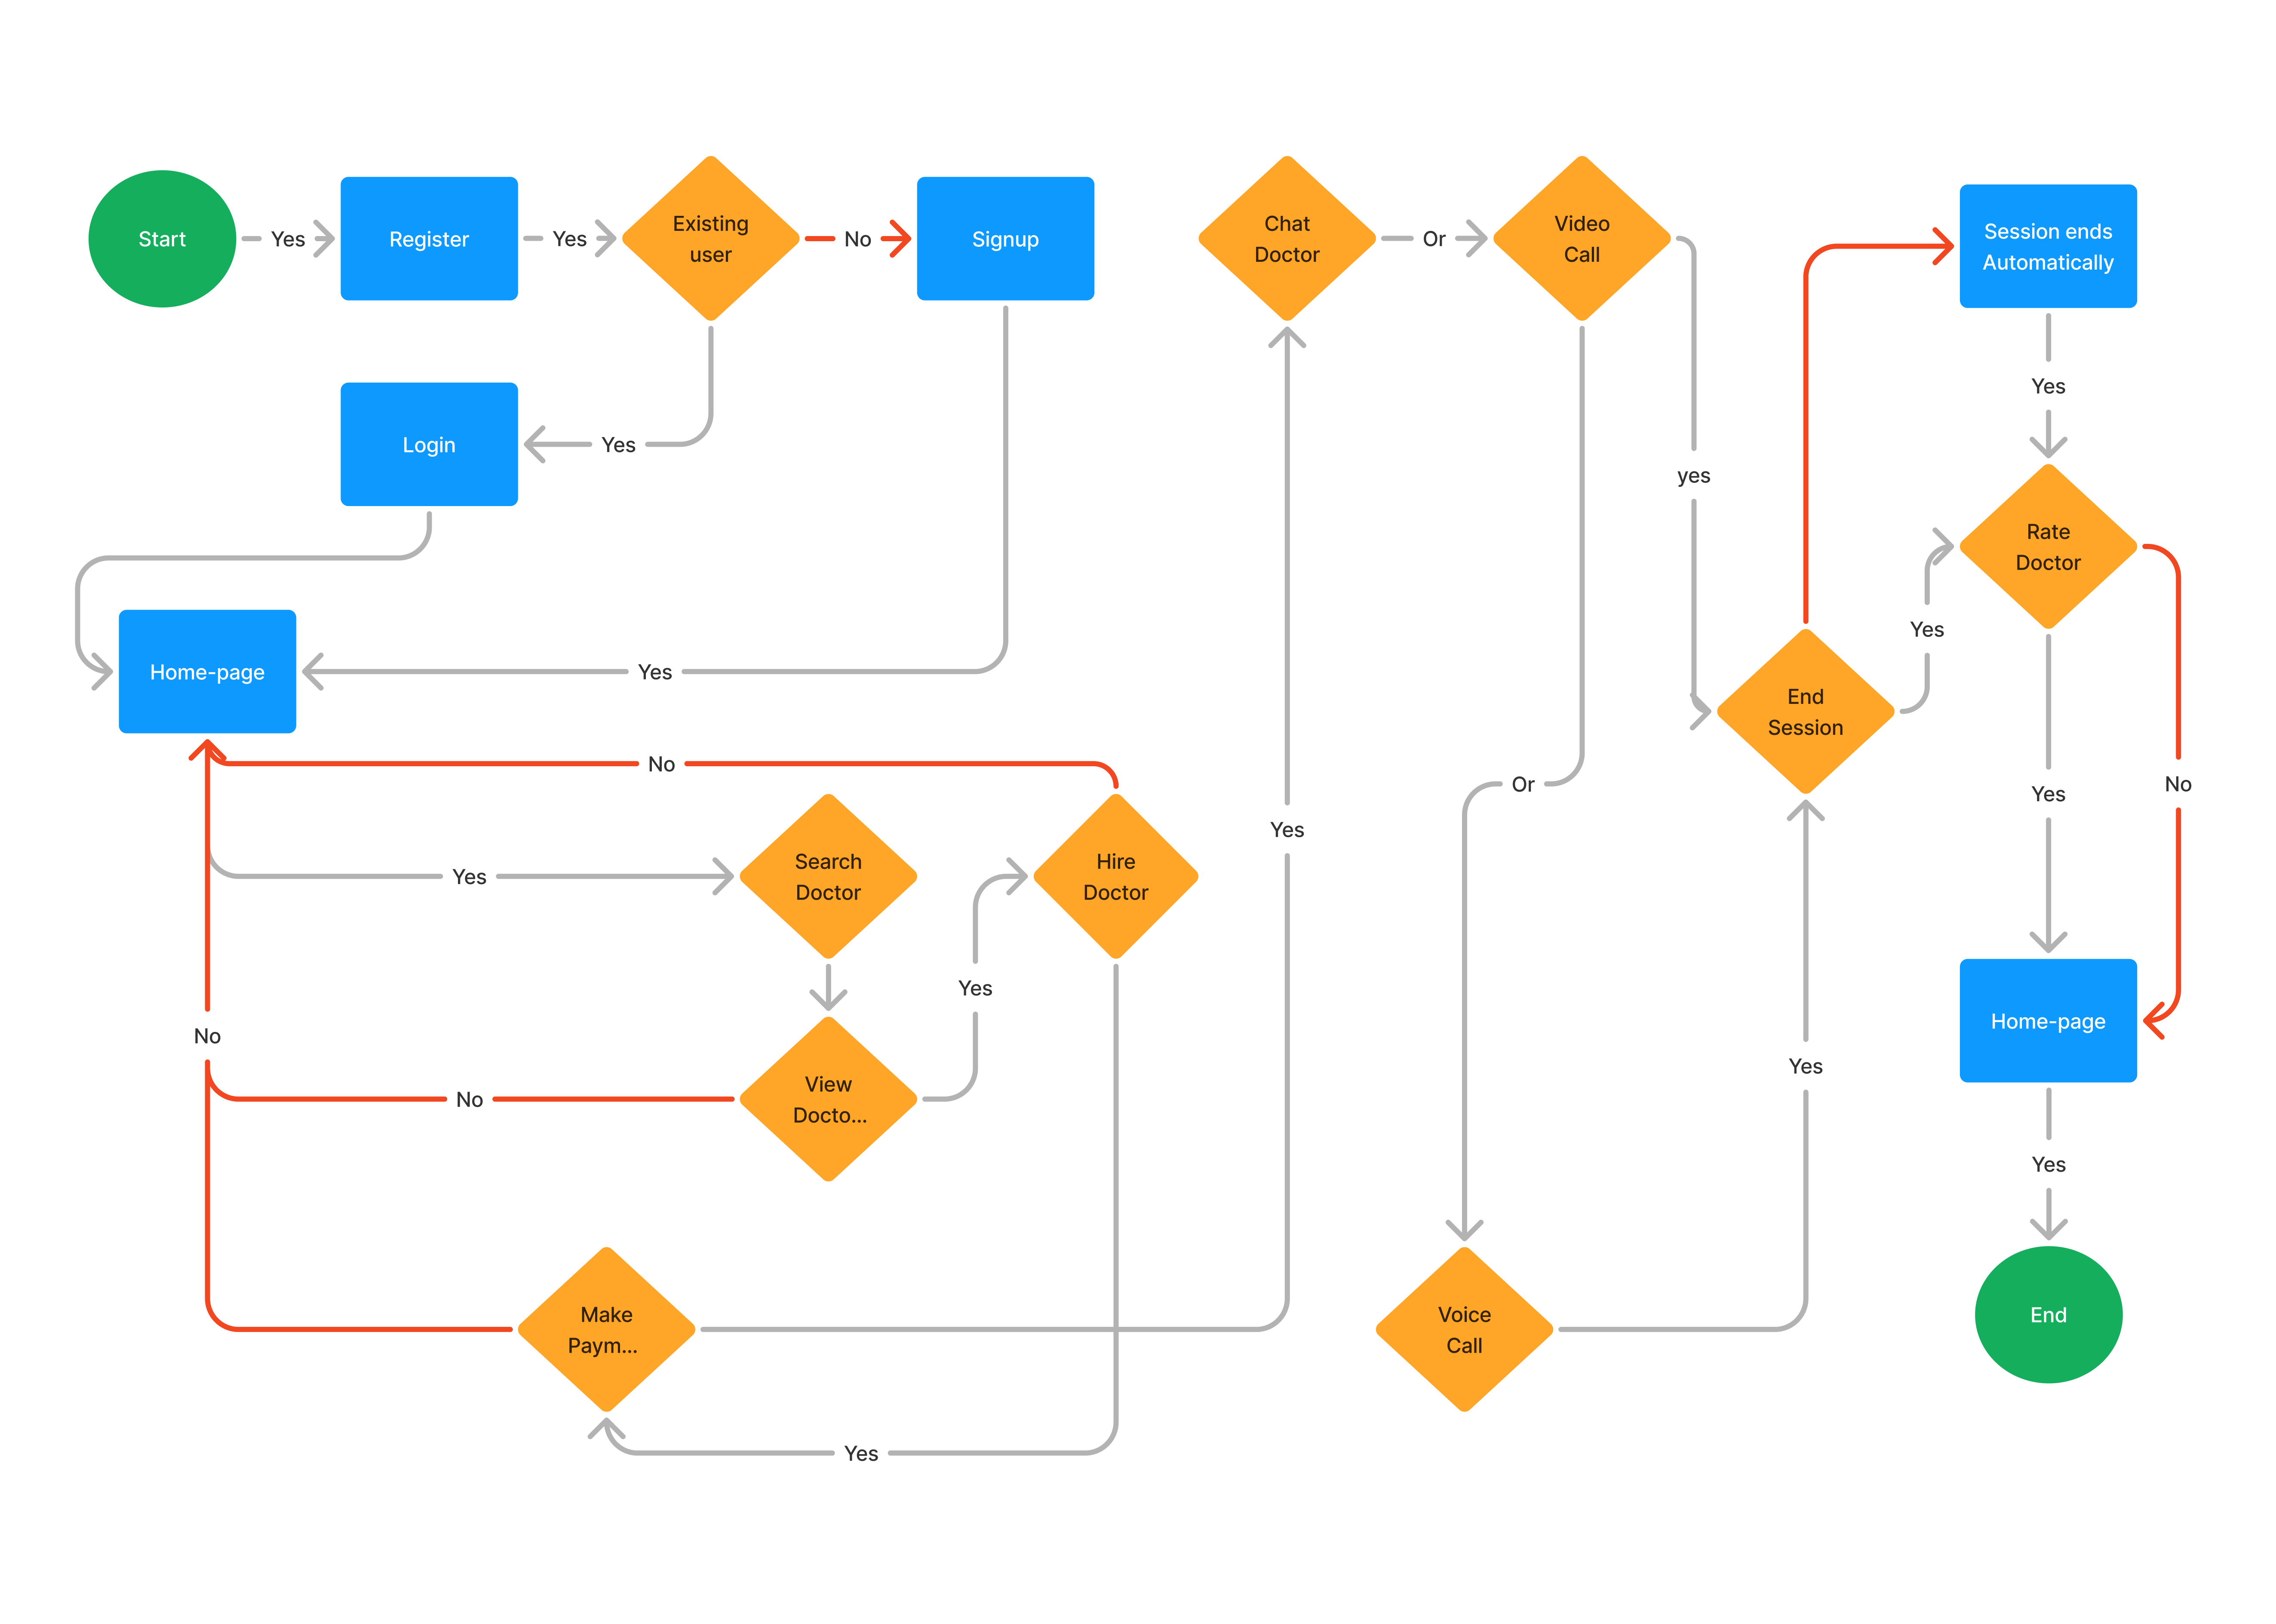 Start
Yes
Register
Yes
Existing
user
No
Signup
Yes
Login
Yes
Home-page
No
Yes
Search
Doctor
Hire
Doctor
Yes
No
No
View
Docto...
Make
Paym...
Yes
Yes
Chat
Doctor
Or
Video
Call
yes
Or
Voice
Call
Yes
End
Session
Yes
Session ends
Automatically
Yes
Rate
Doctor
Yes
No
Home-page
Yes
End